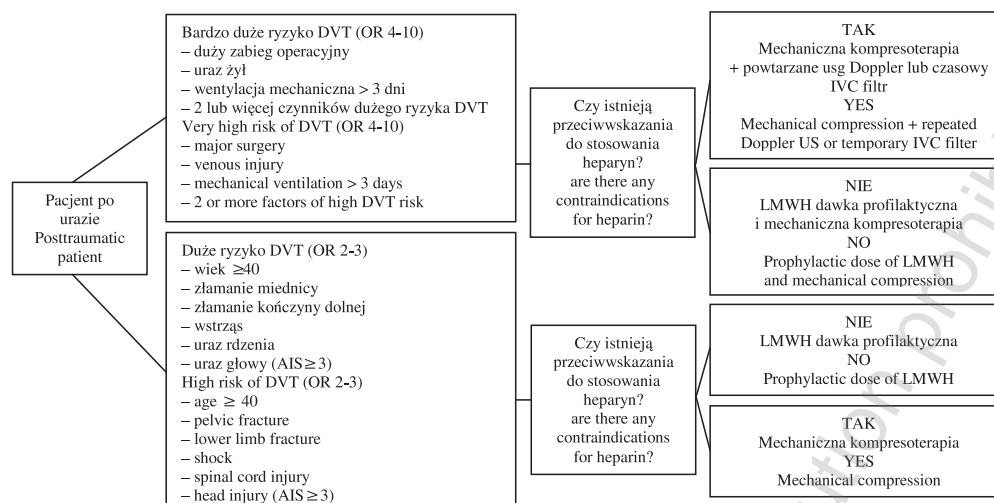 Pacjent po
urazie
Posttraumatic
patient
Bardzo duże ryzyko DVT (OR 4-10)
– duży zabieg operacyjny
– uraz żył
– wentylacja mechaniczna > 3 dni
– 2 lub więcej czynników dużego ryzyka DVT
Very high risk of DVT (OR 4-10)
– major surgery
– venous injury
– mechanical ventilation > 3 days
– 2 or more factors of high DVT risk
Czy istnieją
przeciwwskazania
do stosowania
heparyn?
are there any
contraindications
for heparin?
TAK
Mechaniczna kompresoterapia
+ powtarzane usg Doppler lub czasowy
IVC filtr
YES
Mechanical compression + repeated
Doppler US or temporary IVC filter
NIE
LMWH dawka profilaktyczna
i mechaniczna kompresoterapia
NO
Prophylactic dose of LMWH
and mechanical compression
Duże ryzyko DVT (OR 2-3)
– wiek ≥40
– złamanie miednicy
– złamanie kończyny dolnej
– wstrząs
– uraz rdzenia
– uraz głowy (AIS≥3)
High risk of DVT (OR 2-3)
– age ≥ 40
– pelvic fracture
– lower limb fracture
– shock
– spinal cord injury
– head injury (AIS≥3)
Czy istnieją
przeciwwskazania
do stosowania
heparyn?
are there any
contraindications
for heparin?
NIE
LMWH dawka profilaktyczna
NO
Prophylactic dose of LMWH
TAK
Mechaniczna kompresoterapia
YES
Mechanical compression